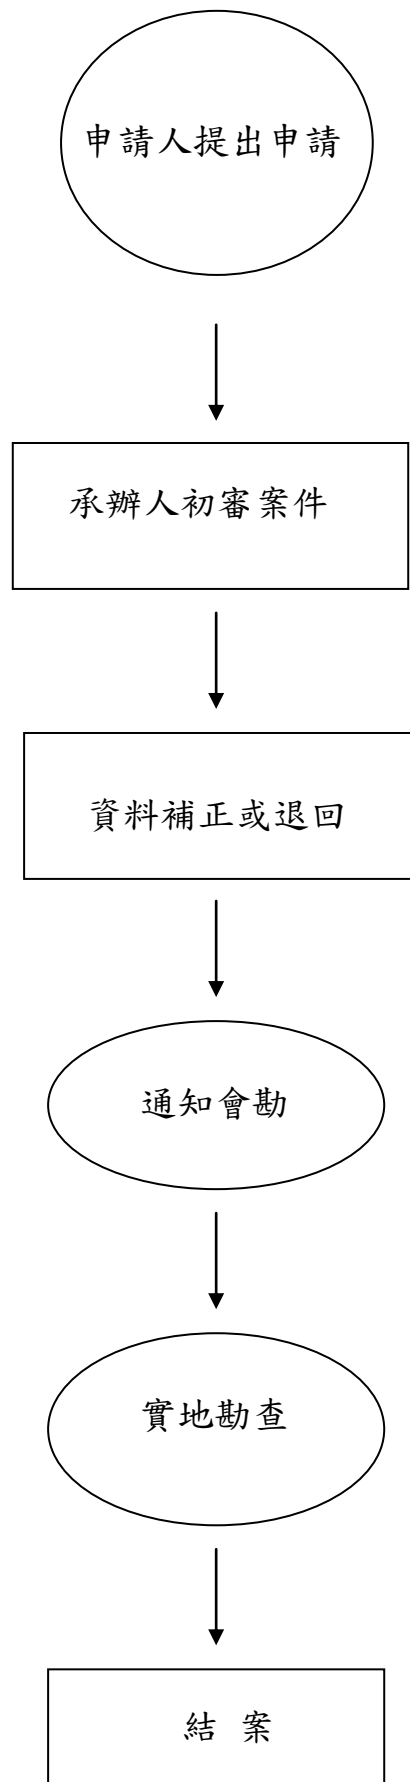 申請人提出申請
承辦人初審案件
資料補正或退回
通知會勘
實地勘查
結 案